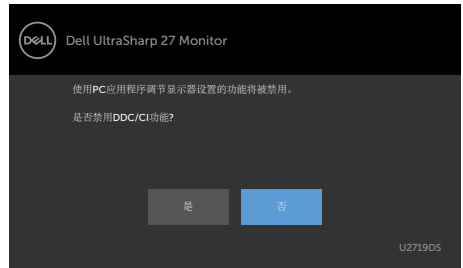 DELL
Dell UltraSharp 27 Monitor
使用PC应用程序调节显示器设置的功能将被禁用。
是否禁用DDC/CI功能?
是
否
U2719DS